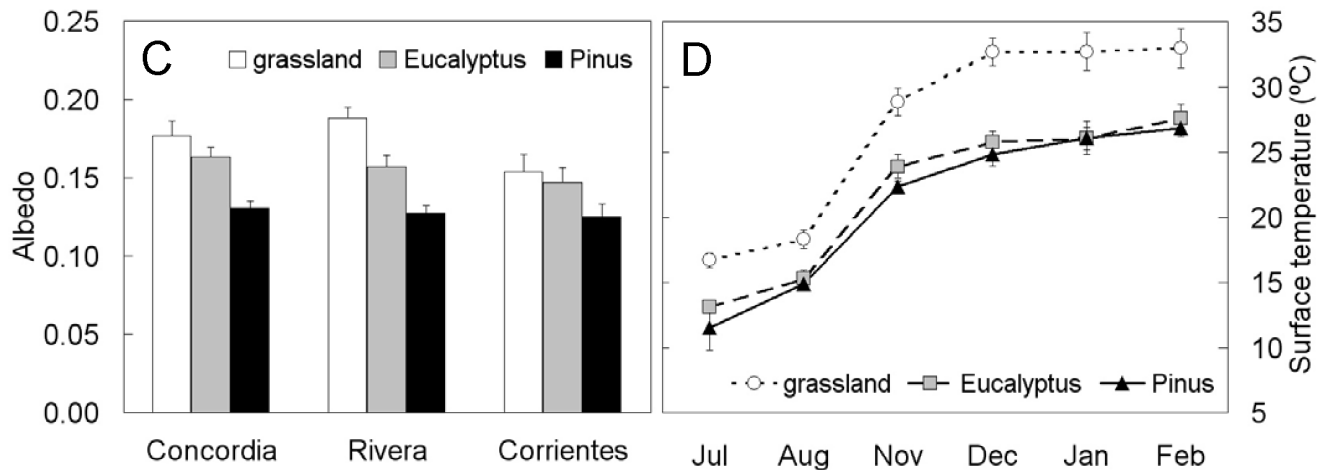 0.25
0.20
0.15
0.10
0.05
0.00
Albedo
C
grassland Eucalyptus Pinus
Concordia Rivera Corrientes
D
grassland Eucalyptus Pinus
Jul Aug Nov Dec Jan Feb
35
30
25
20
15
10
5
Surface temperature (ºC)